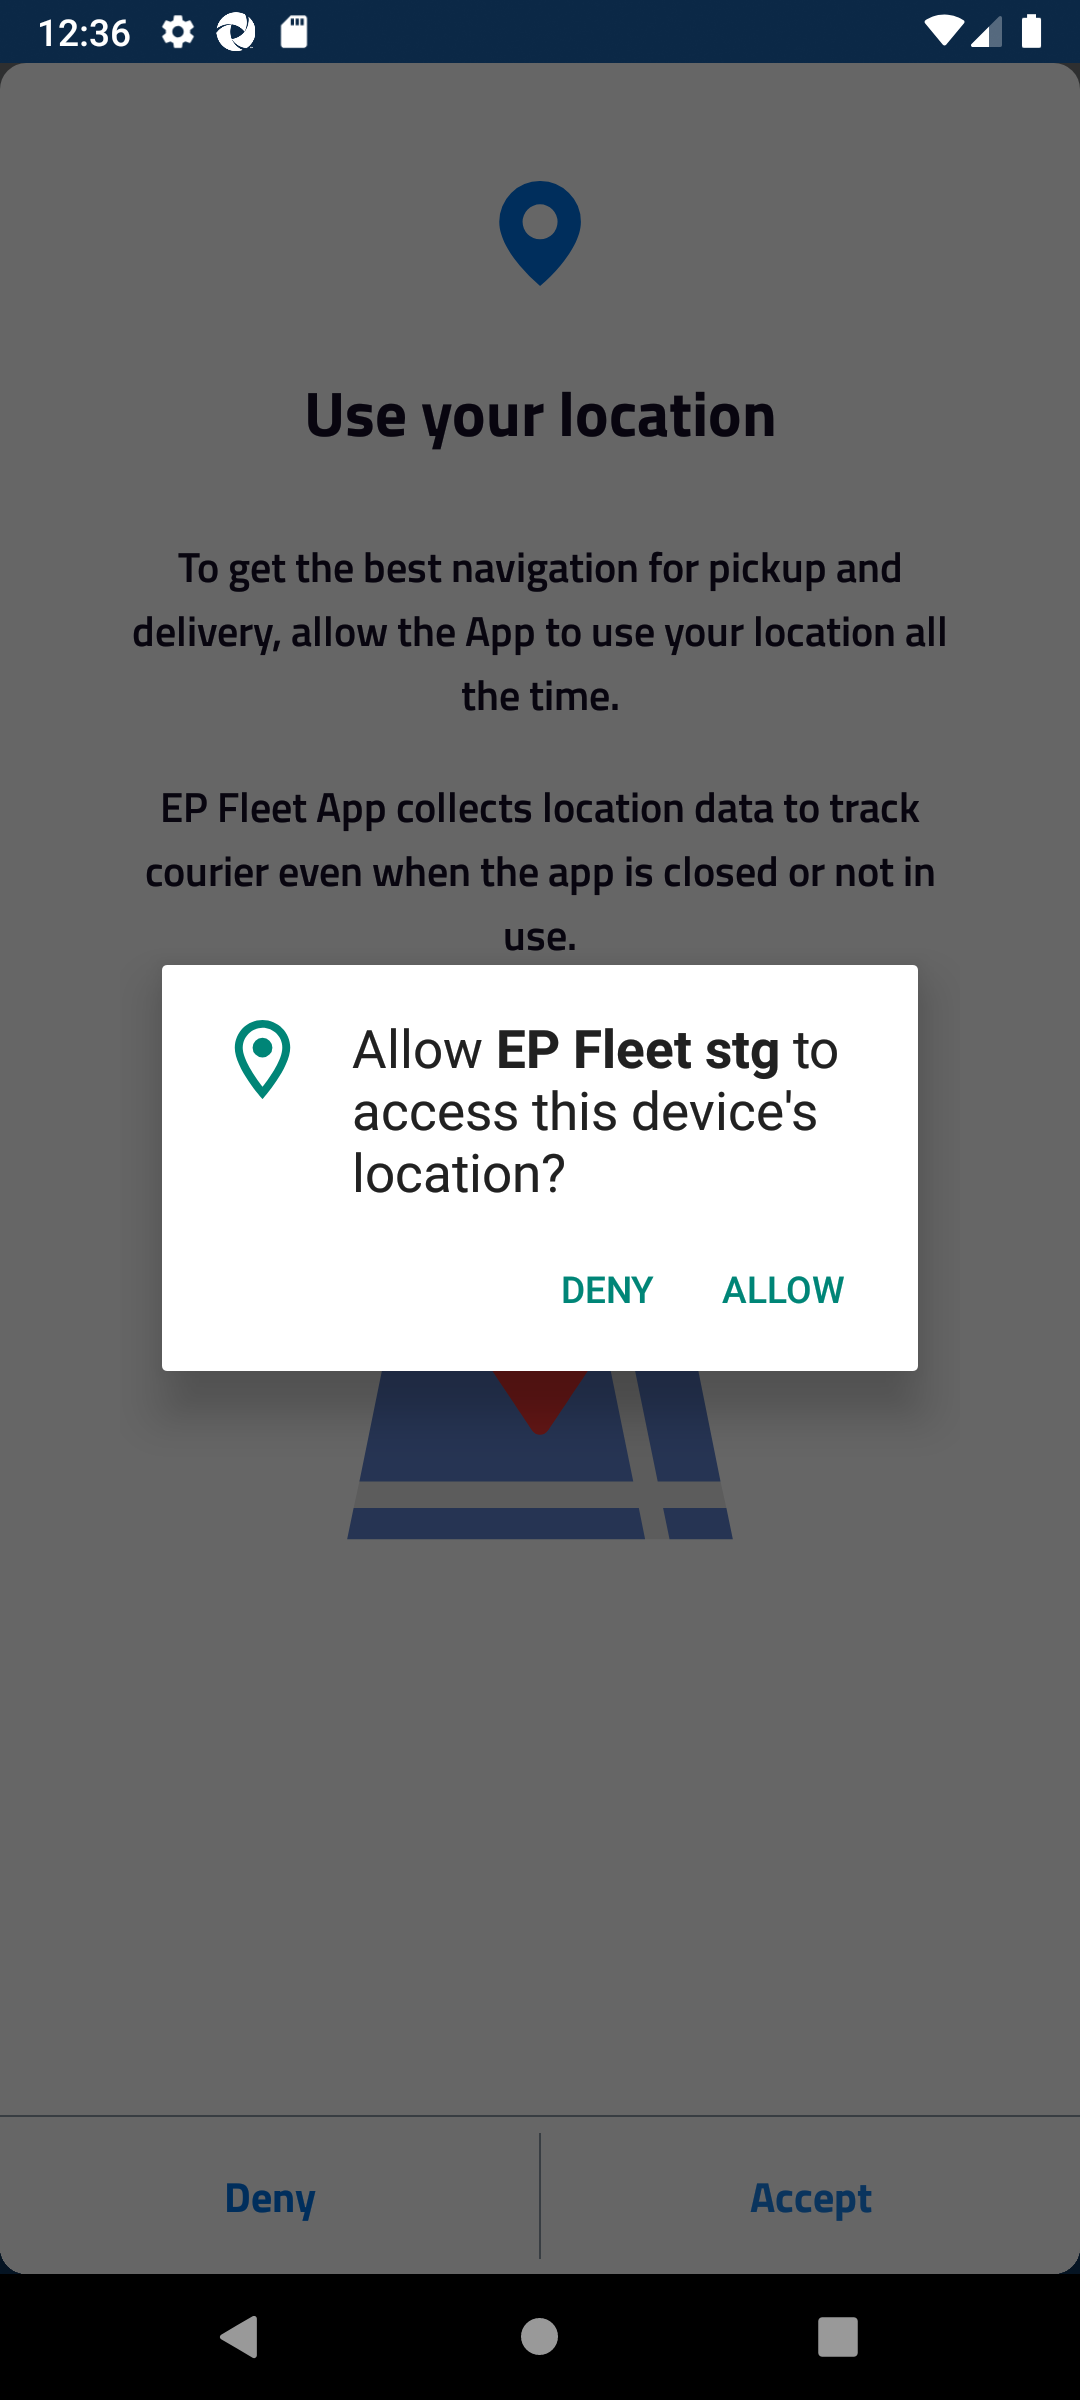 12:36
Use your location
To get the best navigation for pickup and
delivery, allow the App to use your location all
the time.
EP Fleet App collects location data to track
courier even when the app is closed or not in
use.
Allow EP Fleet stg to
access this device's
location?
DENY ALLOW
Deny Accept